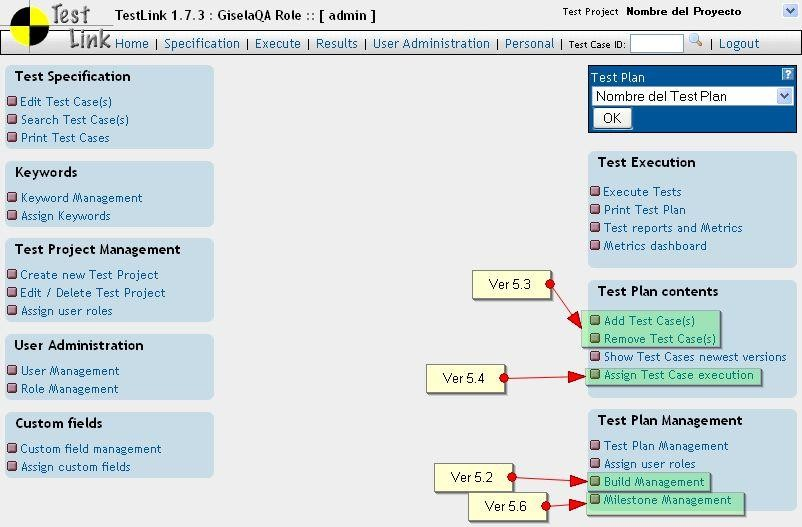 Test
Link
TestLink 1.7.3 : GiselaQA Role :: [ admin ]
Test Project Nombre del Proyecto
Home | Specification | Execute | Results | User Administration | Personal | Test Case ID: | Logout
Test Specification
Edit Test Case(s)
Search Test Case(s)
Print Test Cases
Keywords
Keyword Management
Assign Keywords
Test Project Management
Create new Test Project
Edit / Delete Test Project
Assign user roles
User Administration
User Management
Role Management
Custom fields
Custom field management
Assign custom fields
Test Plan ?
Nombre del Test Plan
OK
Test Execution
Execute Tests
Print Test Plan
Test reports and Metrics
Metrics dashboard
Ver 5.3
Test Plan contents
Add Test Case(s)
Remove Test Case(s)
Show Test Cases newest versions
Ver 5.4
Assign Test Case execution
Test Plan Management
Test Plan Management
Assign user roles
Ver 5.2
Build Management
Ver 5.6
Milestone Management